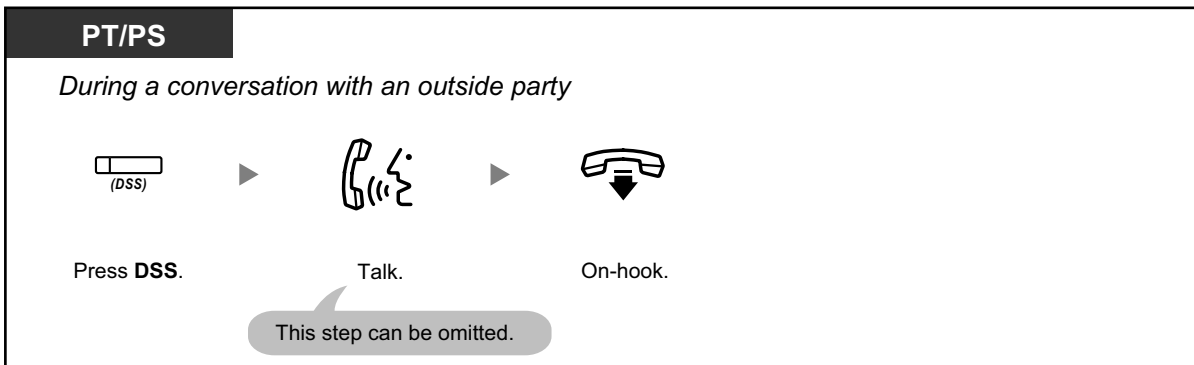 PT/PS
During a conversation with an outside party
(DSS)
Press DSS.
Talk.
On-hook.
This step can be omitted.